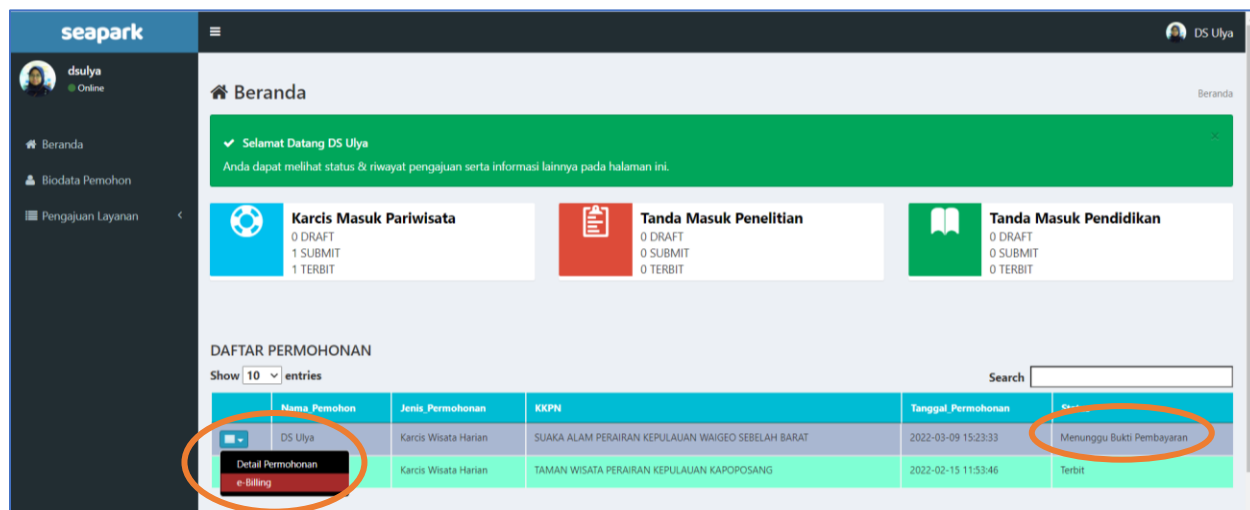 seapark
DS Ulya
dsulya
Online
Beranda
Beranda
Beranda
Biodata Pemohon
Pengajuan Layanan
Selamat Datang DS Ulya
Anda dapat melihat status & riwayat pengajuan serta informasi lainnya pada halaman ini.
Karcis Masuk Pariwisata
0 DRAFT
1 SUBMIT
1 TERBIT
Tanda Masuk Penelitian
0 DRAFT
0 SUBMIT
0 TERBIT
Tanda Masuk Pendidikan
0 DRAFT
0 SUBMIT
0 TERBIT
DAFTAR PERMOHONAN
Show 10 entries
Search
Nama_Pemohon Jenis_Permohonan KKPN Tanggal_Permohonan Status
DS Ulya Karcis Wisata Harian SUAKA ALAM PERAIRAN KEPULAUAN WAIGEO SEBELAH BARAT 2022-03-09 15:23:33 Menunggu Bukti Pembayaran
Detail Permohonan
e-Billing
Karcis Wisata Harian TAMAN WISATA PERAIRAN KEPULAUAN KAPOPOSANG 2022-02-15 11:53:46 Terbit